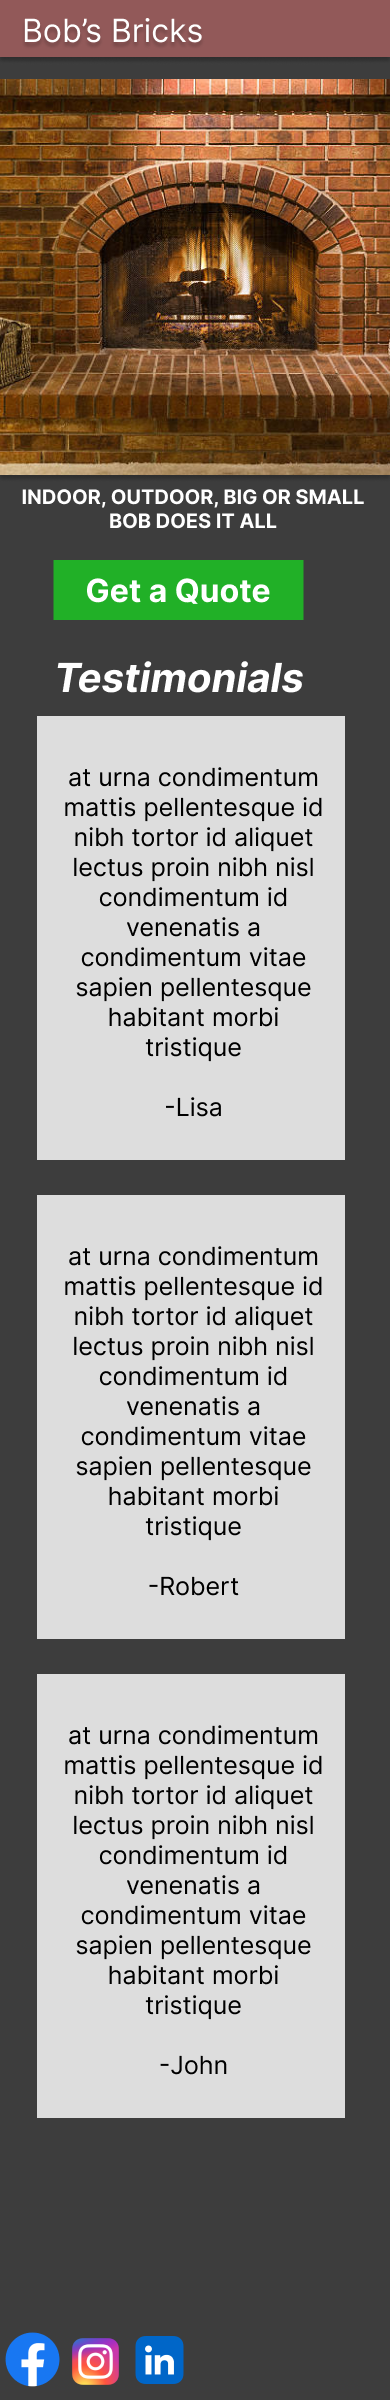 Bob’s Bricks
INDOOR, OUTDOOR, BIG OR SMALL
BOB DOES IT ALL
Get a Quote
Testimonials
at urna condimentum
mattis pellentesque id
nibh tortor id aliquet
lectus proin nibh nisl
condimentum id
venenatis a
condimentum vitae
sapien pellentesque
habitant morbi
tristique
-Lisa
at urna condimentum
mattis pellentesque id
nibh tortor id aliquet
lectus proin nibh nisl
condimentum id
venenatis a
condimentum vitae
sapien pellentesque
habitant morbi
tristique
-Robert
at urna condimentum
mattis pellentesque id
nibh tortor id aliquet
lectus proin nibh nisl
condimentum id
venenatis a
condimentum vitae
sapien pellentesque
habitant morbi
tristique
-John
f in